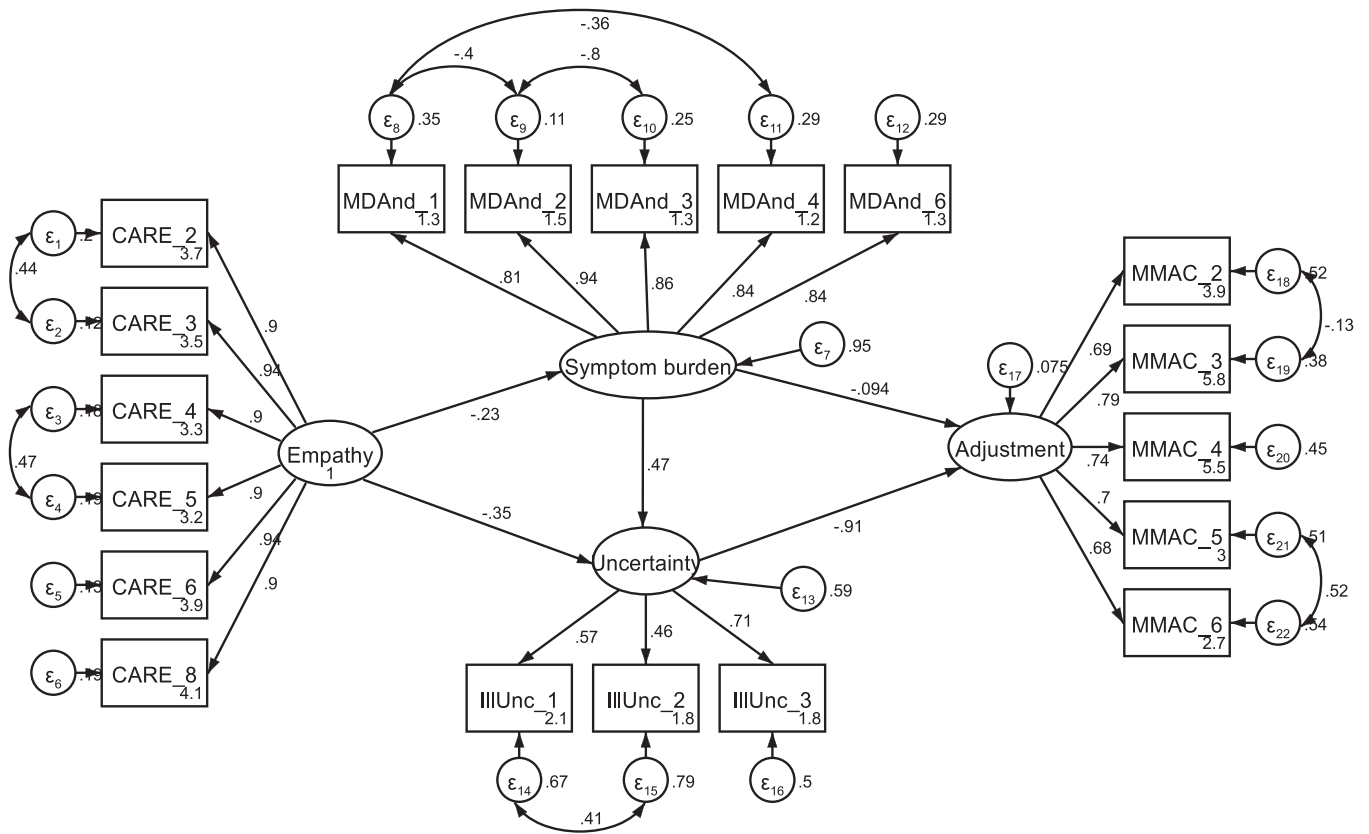 -.36
-.4
-.8
ε8 .35
ε9 .11
ε10 .25
ε11 .29
ε12 .29
MDAnd_1
1.3
MDAnd_2
1.5
MDAnd_3
1.3
MDAnd_4
1.2
MDAnd_6
1.3
.81
.94
.86
.84
.84
ε1 .2
CARE_2
3.7
.44
ε2 .12
CARE_3
3.5
ε3
CARE_4
3.3
.47
ε4 .19
CARE_5
3.2
ε5 .13
CARE_6
3.9
ε6 .19
CARE_8
4.1
.9
.94
.9
.9
.94
.9
Empathy
1
-.23
-.35
Symptom burden
ε7 .95
.47
-.094
-.91
Uncertainty
ε13 .59
.57
.46
.71
IllUnc_1
2.1
IllUnc_2
1.8
IllUnc_3
1.8
ε14 .67
ε15 .79
ε16 .5
.41
ε17 .075
Adjustment
.69
.79
.74
.7
.68
MMAC_2
3.9
ε18 .52
-.13
MMAC_3
5.8
ε19 .38
MMAC_4
5.5
ε20 .45
MMAC_5
3
ε21 .51
.52
MMAC_6
2.7
ε22 .54